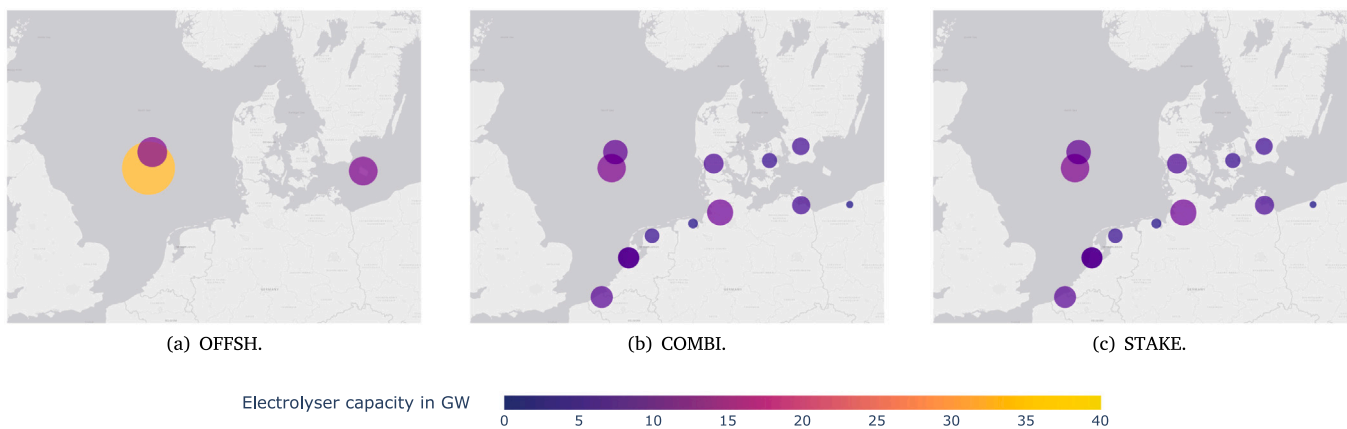 (a) OFFSH.
(b) COMBI.
(c) STAKE.
Electrolyser capacity in GW
0 5 10 15 20 25 30 35 40